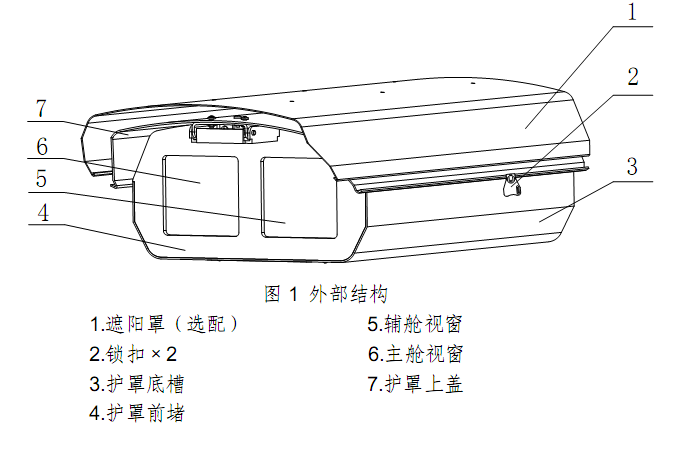 1
2
7
6
3
5
4
图 1 外部结构
1.遮阳罩（选配）
5.辅舱视窗
2.锁扣×2
6.主舱视窗
3.护罩底槽
7.护罩上盖
4.护罩前堵